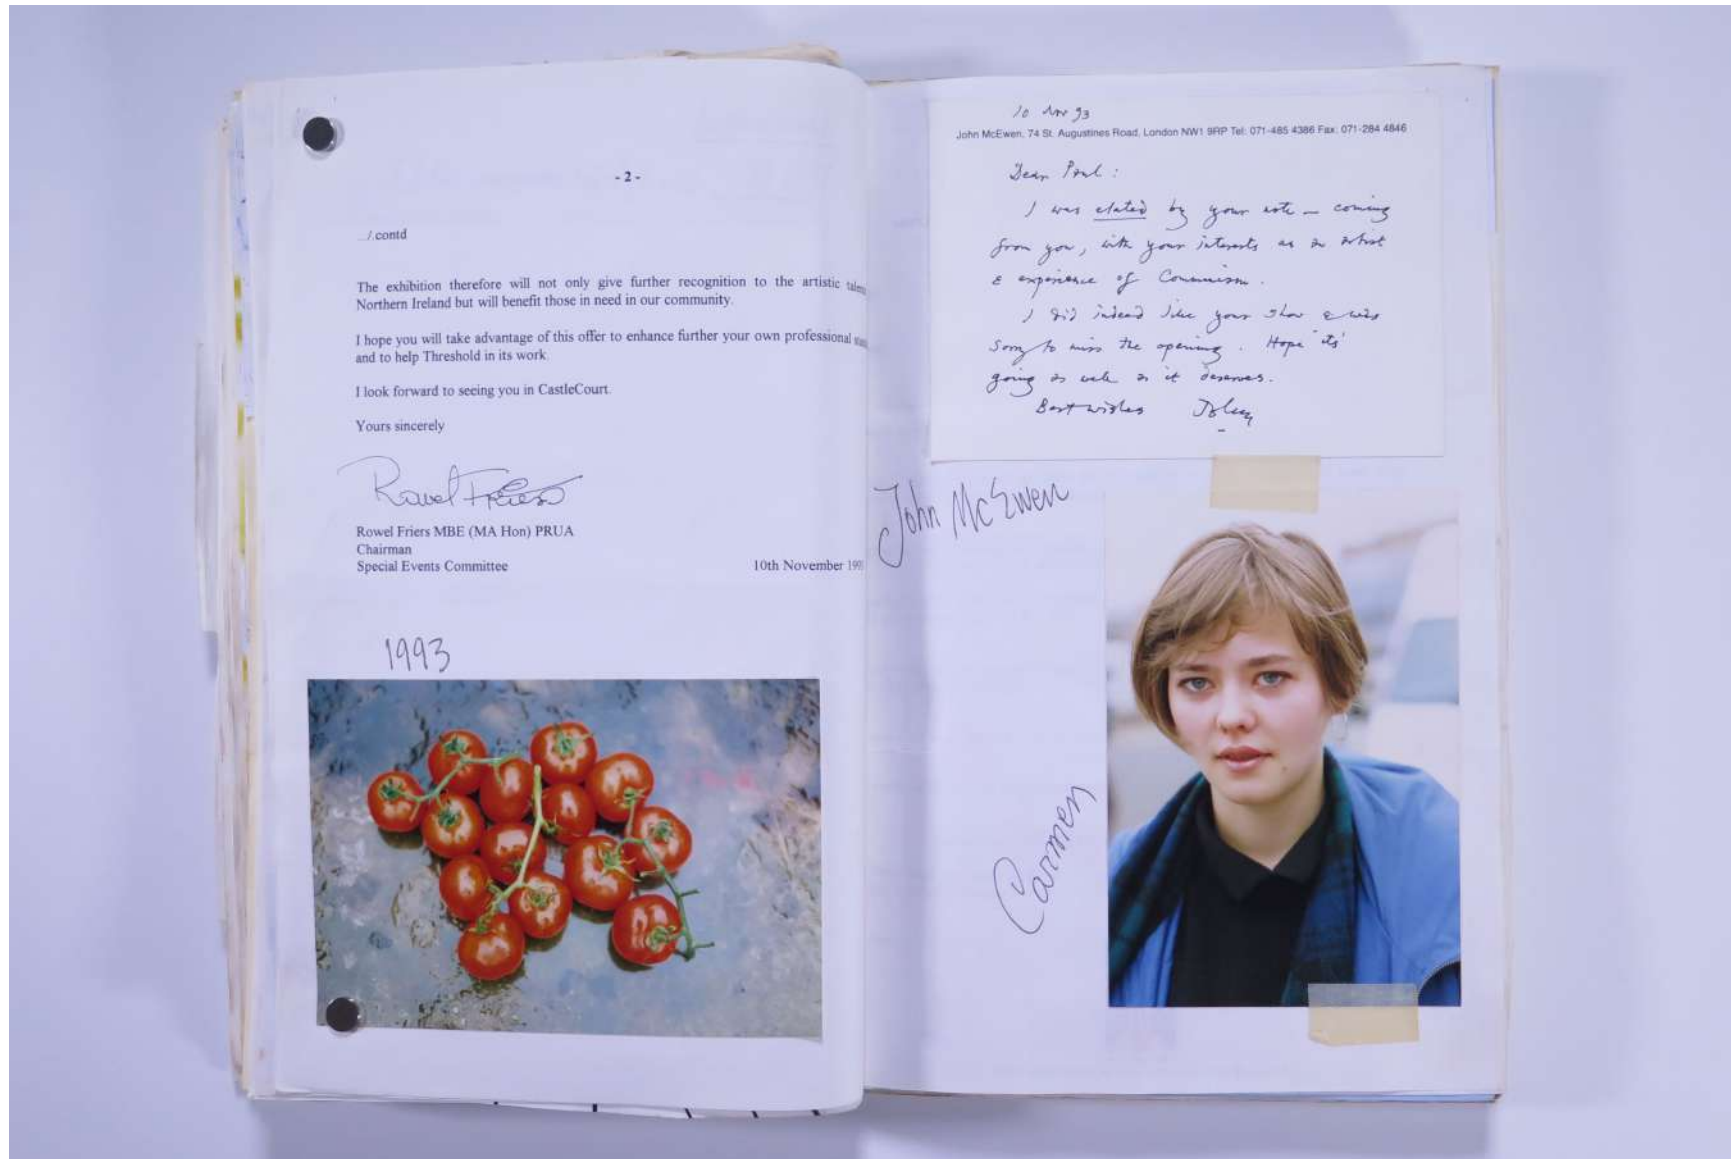 - 2 -
.../.contd
The exhibition therefore will not only give further recognition to the artistic
Northern Ireland but will benefit those in need in our community.
I hope you will take advantage of this offer to enhance further your own professional
and to help Threshold in its work.
I look forward to seeing you in CastleCourt.
Yours sincerely
Rowel Friers
Rowel Friers MBE (MA Hon) PRUA
Chairman
Special Events Committee
10th November 199
1993
10 Nov 93
John McEwen, 74 St. Augustines Road, London NW1 9RP Tel: 071-485 4386 Fax: 071-284 4846
Dear Paul:
I was elated by your note – coming
from you, with your interests as an artist
& experience of Communism.
I did indeed like your show & was
sorry to miss the opening. Hope it's
going as well as it deserves.
Best wishes John
John McEwen
Carmen